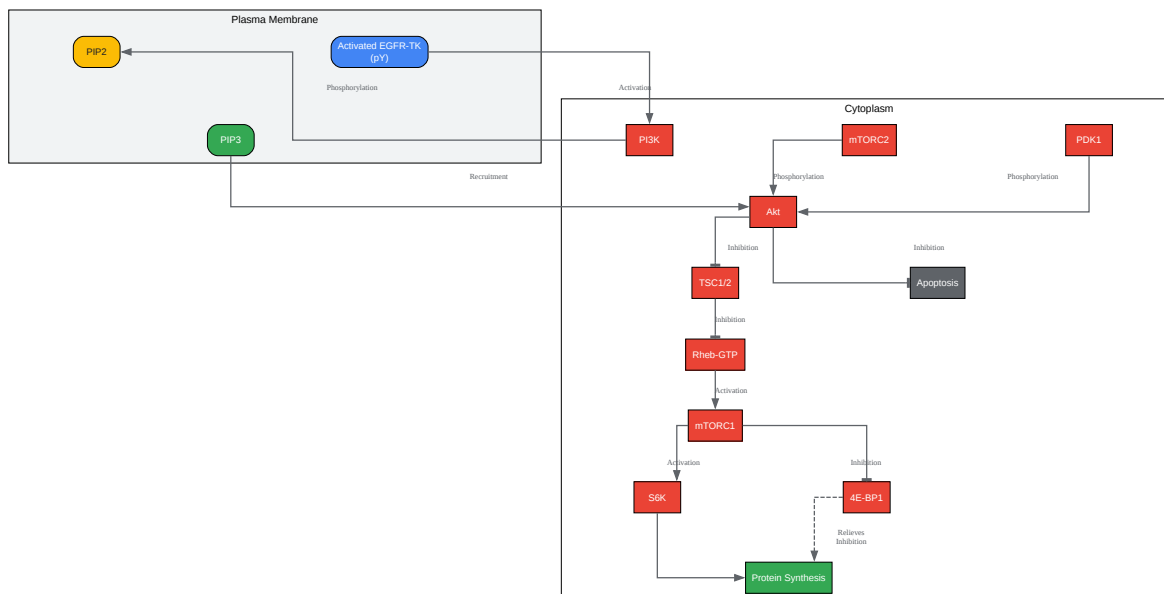 Plasma Membrane
PIP2
Activated EGFR-TK
(pY)
Phosphorylation
Activation
Cytoplasm
PIP3
PI3K
mTORC2
PDK1
Recruitment
Phosphorylation
Phosphorylation
Akt
Inhibition
Inhibition
TSC1/2
Apoptosis
Inhibition
Rheb-GTP
Activation
mTORC1
Activation
Inhibition
S6K
4E-BP1
Relieves
Inhibition
Protein Synthesis